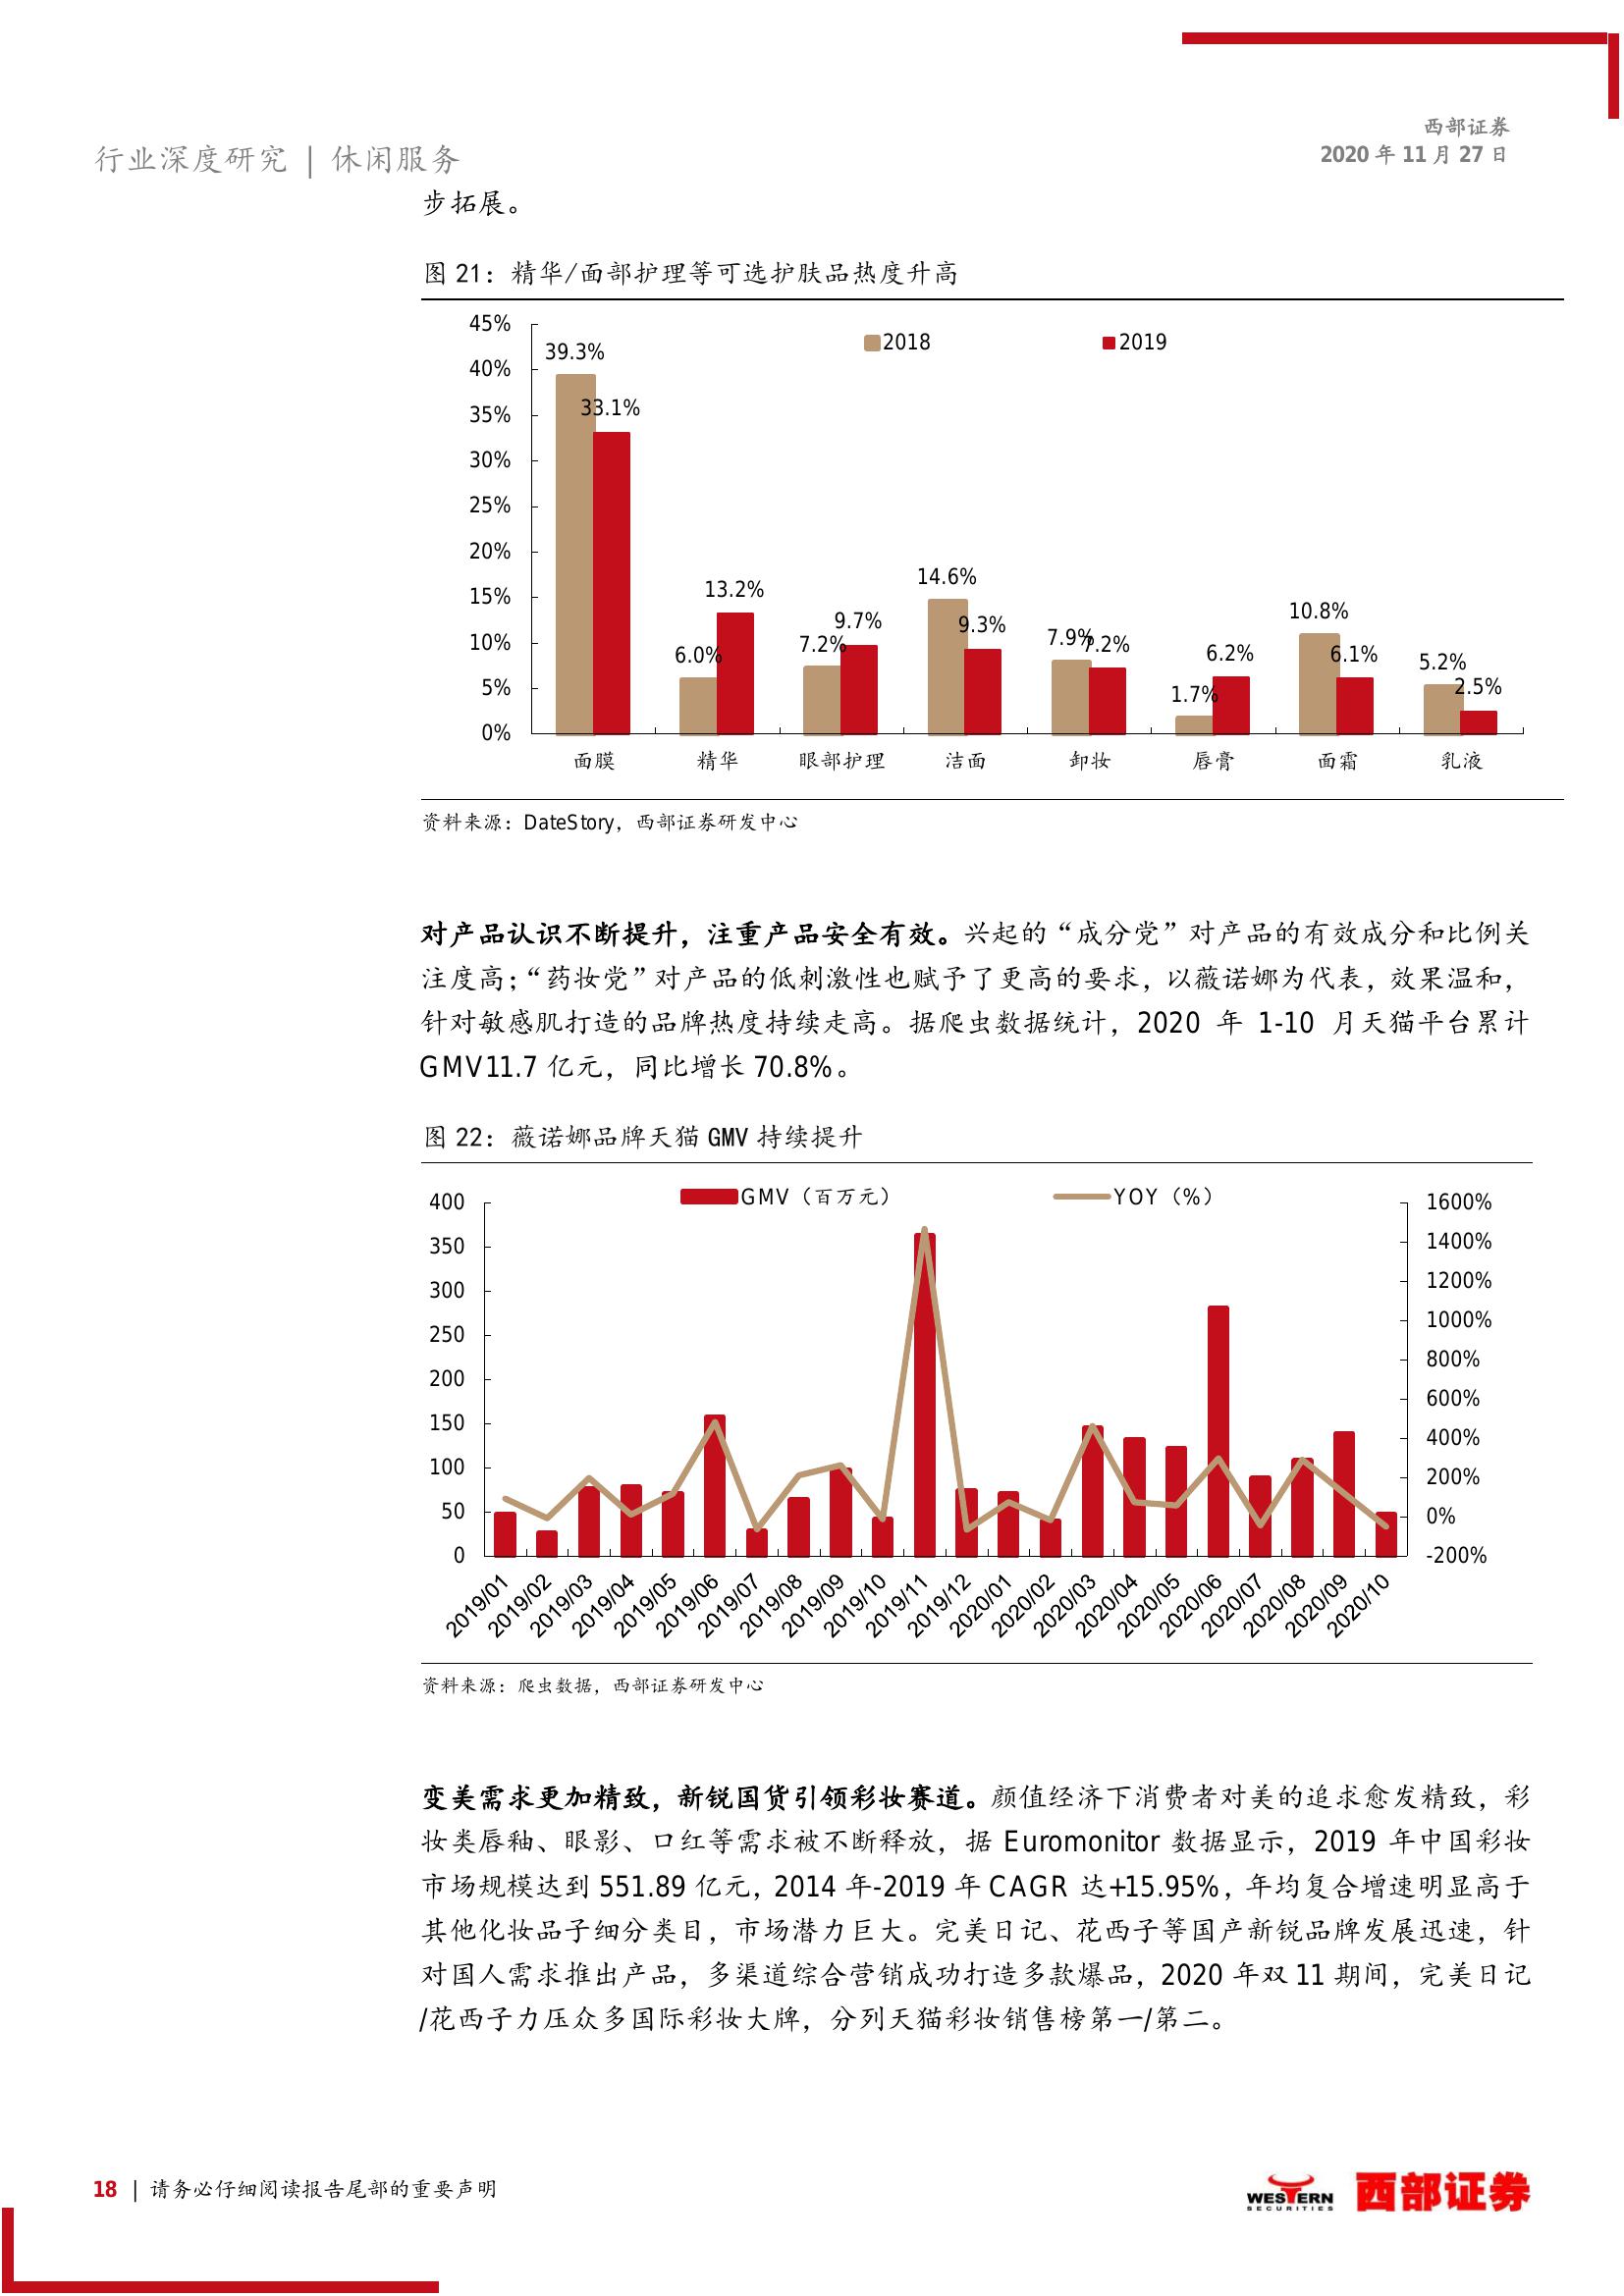 西部证券
行业深度研究 | 休闲服务
2020 年 11 月 27 日
步拓展。
图 21：精华/面部护理等可选护肤品热度升高
2018 2019
45%
40%
35%
30%
25%
20%
15%
10%
5%
0%
39.3% 33.1%
6.0% 13.2%
7.2% 9.7%
14.6% 9.3%
7.9% 7.2%
1.7% 6.2%
10.8% 6.1%
5.2% 2.5%
面膜 精华 眼部护理 洁面 卸妆 唇膏 面霜 乳液
资料来源：DateStory，西部证券研发中心
对产品认识不断提升，注重产品安全有效。兴起的“成分党”对产品的有效成分和比例关
注度高；“药妆党”对产品的低刺激性也赋予了更高的要求，以薇诺娜为代表，效果温和，
针对敏感肌打造的品牌热度持续走高。据爬虫数据统计，2020 年 1-10 月天猫平台累计
GMV11.7 亿元，同比增长 70.8%。
图 22：薇诺娜品牌天猫 GMV 持续提升
GMV（百万元） YOY（%）
400
350
300
250
200
150
100
50
0
1600%
1400%
1200%
1000%
800%
600%
400%
200%
0%
-200%
2019/01 2019/02 2019/03 2019/04 2019/05 2019/06 2019/07 2019/08 2019/09 2019/10 2019/11 2019/12 2020/01 2020/02 2020/03 2020/04 2020/05 2020/06 2020/07 2020/08 2020/09 2020/10
资料来源：爬虫数据，西部证券研发中心
变美需求更加精致，新锐国货引领彩妆赛道。颜值经济下消费者对美的追求愈发精致，彩
妆类唇釉、眼影、口红等需求被不断释放，据 Euromonitor 数据显示，2019 年中国彩妆
市场规模达到 551.89 亿元，2014 年-2019 年 CAGR 达+15.95%，年均复合增速明显高于
其他化妆品子细分类目，市场潜力巨大。完美日记、花西子等国产新锐品牌发展迅速，针
对国人需求推出产品，多渠道综合营销成功打造多款爆品，2020 年双 11 期间，完美日记
/花西子力压众多国际彩妆大牌，分列天猫彩妆销售榜第一/第二。
18 | 请务必仔细阅读报告尾部的重要声明
WESTERN
SECURITIES
西部证券